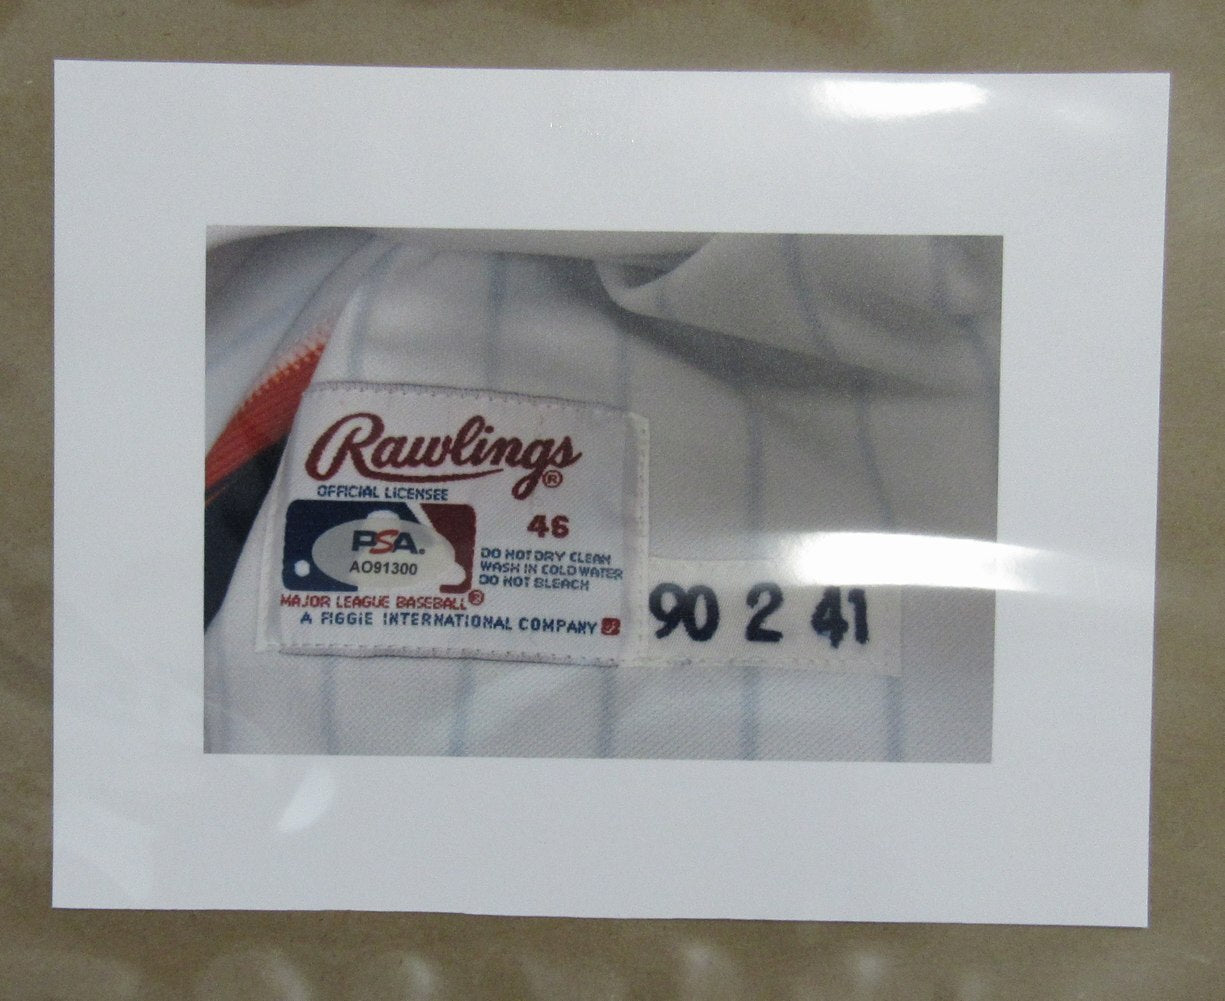 Rawlings®
OFFICIAL LICENSEE
46
PSA.
AO91300
DO NOT DRY CLEAN
WASH IN COLD WATER
DO NOT BLEACH
MAJOR LEAGUE BASEBALL®
A FIGGIE INTERNATIONAL COMPANY
90 2 41